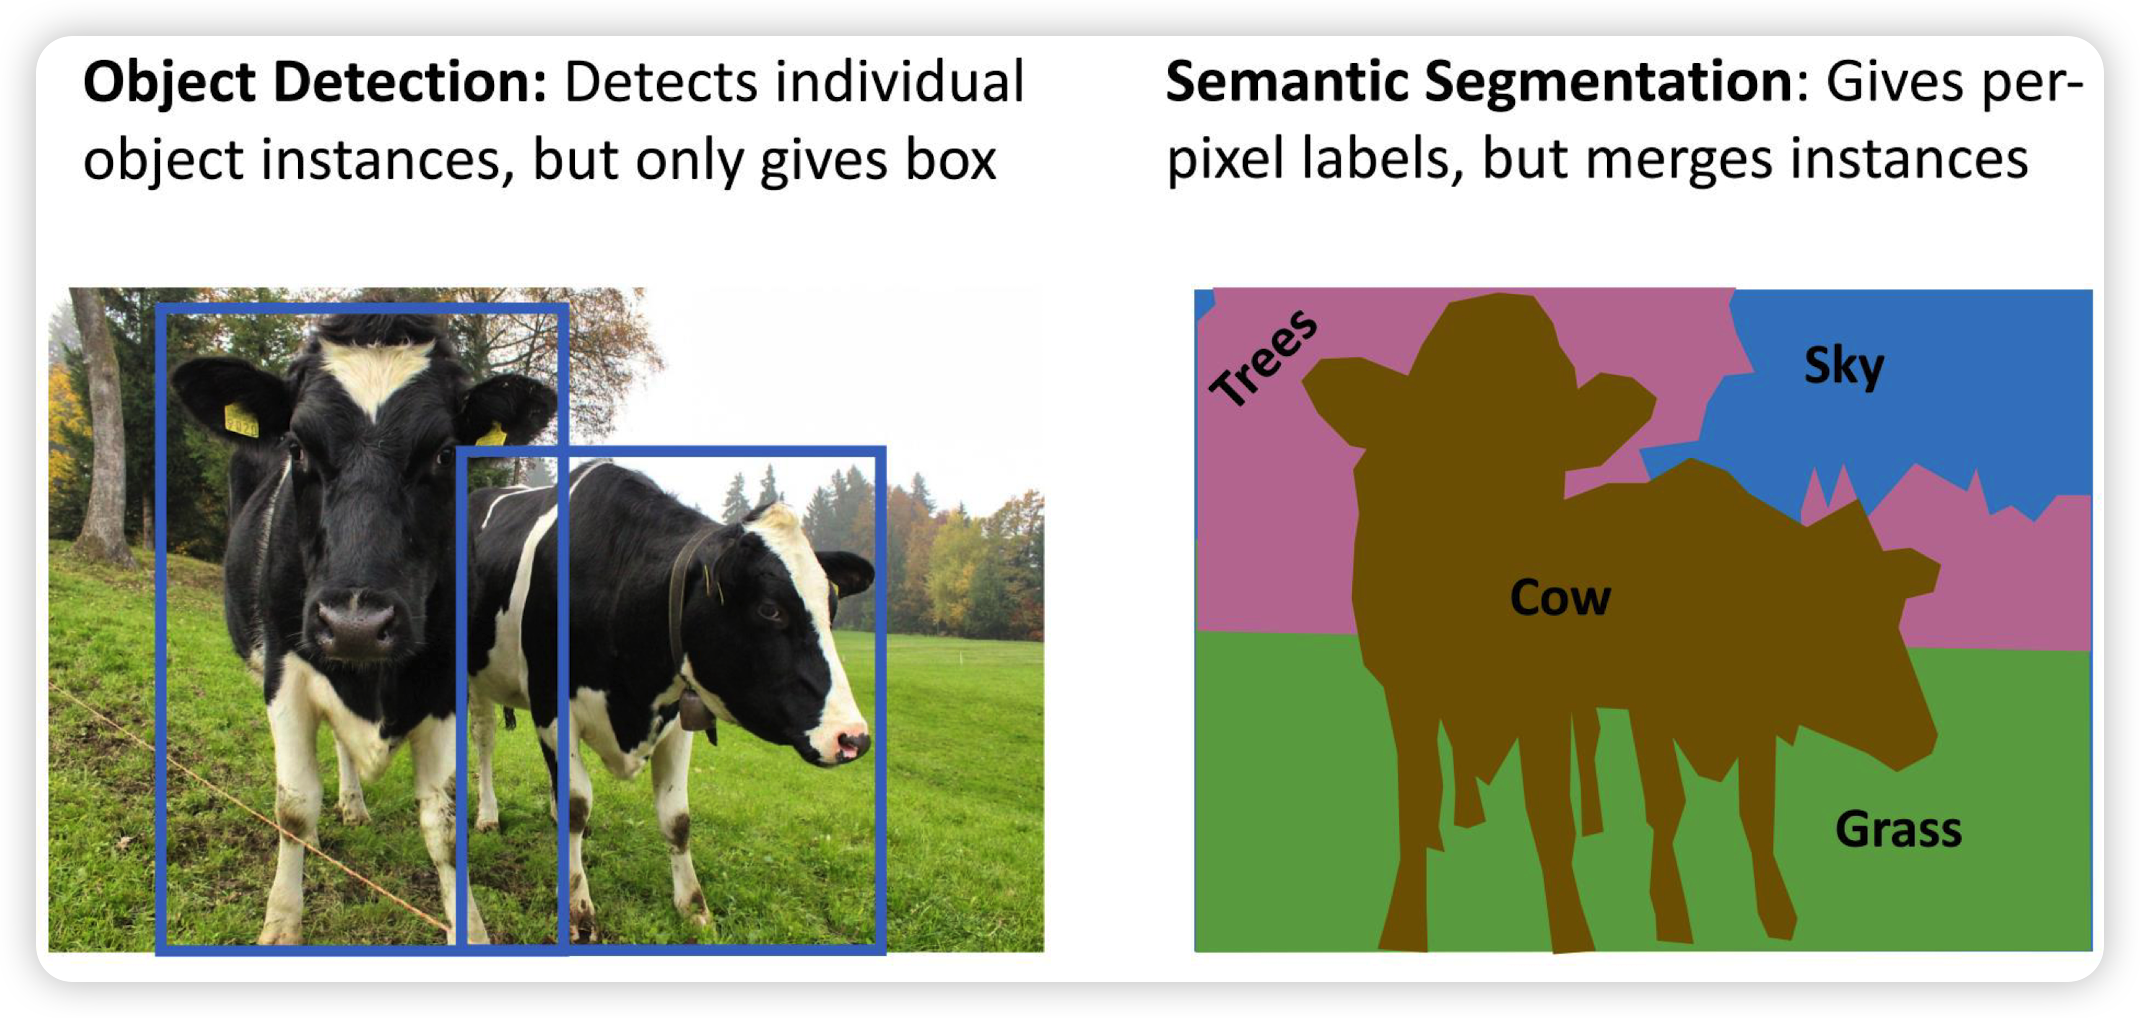 Object Detection: Detects individual
object instances, but only gives box
Semantic Segmentation: Gives per-
pixel labels, but merges instances
Trees
Sky
Cow
Grass